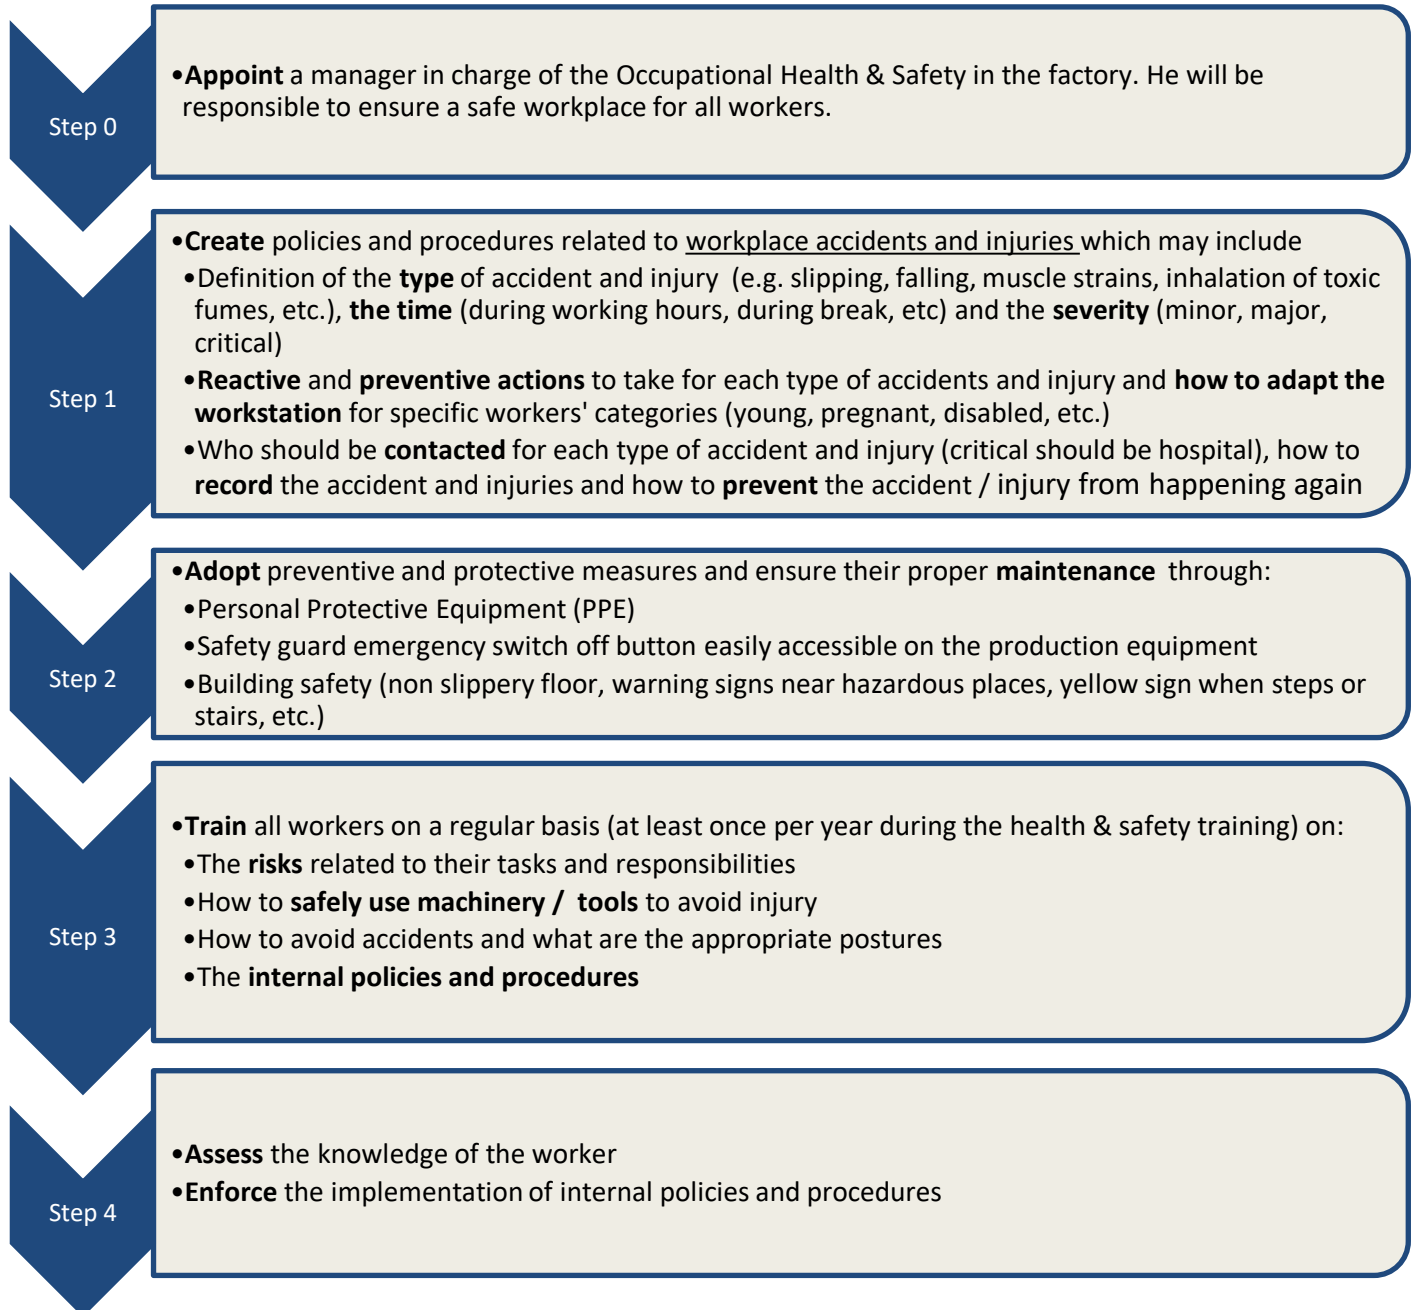 Step 0
•Appoint a manager in charge of the Occupational Health & Safety in the factory. He will be
responsible to ensure a safe workplace for all workers.
Step 1
•Create policies and procedures related to workplace accidents and injuries which may include
•Definition of the type of accident and injury (e.g. slipping, falling, muscle strains, inhalation of toxic
fumes, etc.), the time (during working hours, during break, etc) and the severity (minor, major,
critical)
•Reactive and preventive actions to take for each type of accidents and injury and how to adapt the
workstation for specific workers' categories (young, pregnant, disabled, etc.)
•Who should be contacted for each type of accident and injury (critical should be hospital), how to
record the accident and injuries and how to prevent the accident / injury from happening again
Step 2
•Adopt preventive and protective measures and ensure their proper maintenance through:
•Personal Protective Equipment (PPE)
•Safety guard emergency switch off button easily accessible on the production equipment
•Building safety (non slippery floor, warning signs near hazardous places, yellow sign when steps or
stairs, etc.)
Step 3
•Train all workers on a regular basis (at least once per year during the health & safety training) on:
•The risks related to their tasks and responsibilities
•How to safely use machinery / tools to avoid injury
•How to avoid accidents and what are the appropriate postures
•The internal policies and procedures
Step 4
•Assess the knowledge of the worker
•Enforce the implementation of internal policies and procedures